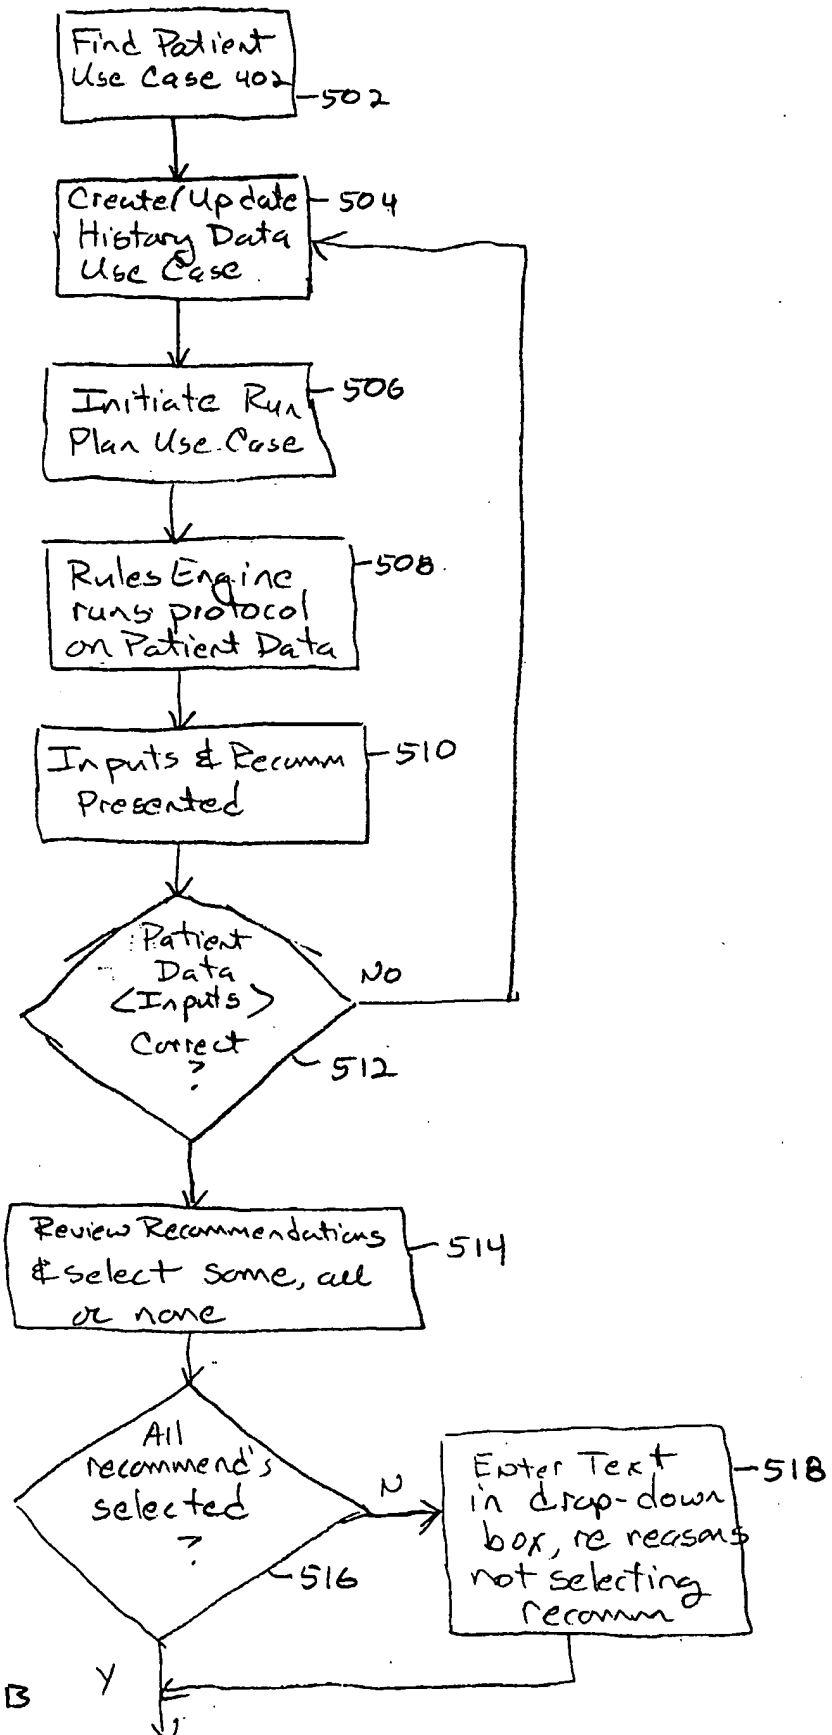 Find Patient
Use Case 402
502
Create/Update
History Data
Use Case
504
Initiate Run
Plan Use Case
506
Rules Engine
runs protocol
on Patient Data
508
Inputs & Recomm
Presented
510
Patient
Data
<Inputs>
Correct
?
NO
512
Review Recommendations
& select some, all
or none
514
All
recommend's
selected
?
N
516
Enter Text
in drop-down
box, re reasons
not selecting
recomm
518
Y
B